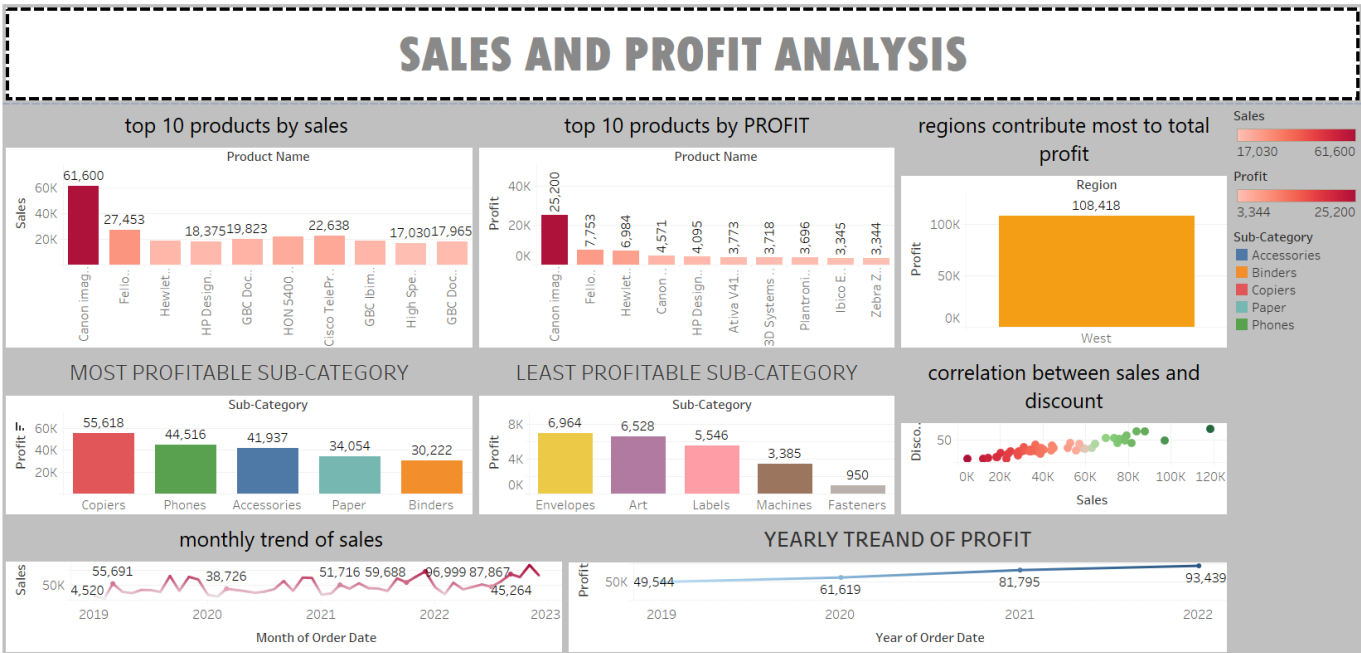 SALES AND PROFIT ANALYSIS
top 10 products by sales
Product Name
Sales
60K
40K
20K
61,600
27,453
18,375
19,823
22,638
17,030
17,965
Canon imag..
Fello..
Hewlet..
HP Design..
GBC Doc..
HON 5400 ..
Cisco TelePr..
GBC Ibim..
High Spe..
GBC Doc..
top 10 products by PROFIT
Product Name
Profit
40K
20K
0K
25,200
7,753
6,984
4,571
4,095
3,773
3,718
3,696
3,345
3,344
Canon imag..
Fello..
Hewlet..
Canon ..
HP Design..
Ativa V41..
3D Systems ..
Plantroni..
Ibico E..
Zebra Z..
regions contribute most to total
profit
Region
Profit
100K
50K
0K
108,418
West
Sales
17,030 61,600
Profit
3,344 25,200
Sub-Category
Accessories
Binders
Copiers
Paper
Phones
MOST PROFITABLE SUB-CATEGORY
Sub-Category
Profit
60K
40K
20K
55,618
44,516
41,937
34,054
30,222
Copiers Phones Accessories Paper Binders
LEAST PROFITABLE SUB-CATEGORY
Sub-Category
Profit
8K
4K
0K
6,964
6,528
5,546
3,385
950
Envelopes Art Labels Machines Fasteners
correlation between sales and
discount
Disco..
50
0K 20K 40K 60K 80K 100K 120K
Sales
monthly trend of sales
Sales
50K
4,520
55,691
38,726
51,716
59,688
96,999
87,867
45,264
2019 2020 2021 2022 2023
Month of Order Date
YEARLY TREAND OF PROFIT
Profit
50K
49,544
61,619
81,795
93,439
2019 2020 2021 2022
Year of Order Date